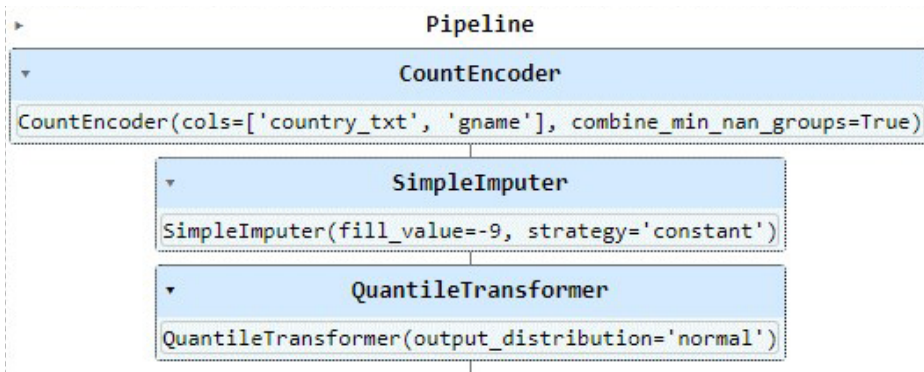 Pipeline
CountEncoder
CountEncoder(cols=['country_txt', 'gname'], combine_min_nan_groups=True)
SimpleImputer
SimpleImputer(fill_value=-9, strategy='constant')
QuantileTransformer
QuantileTransformer(output_distribution='normal')